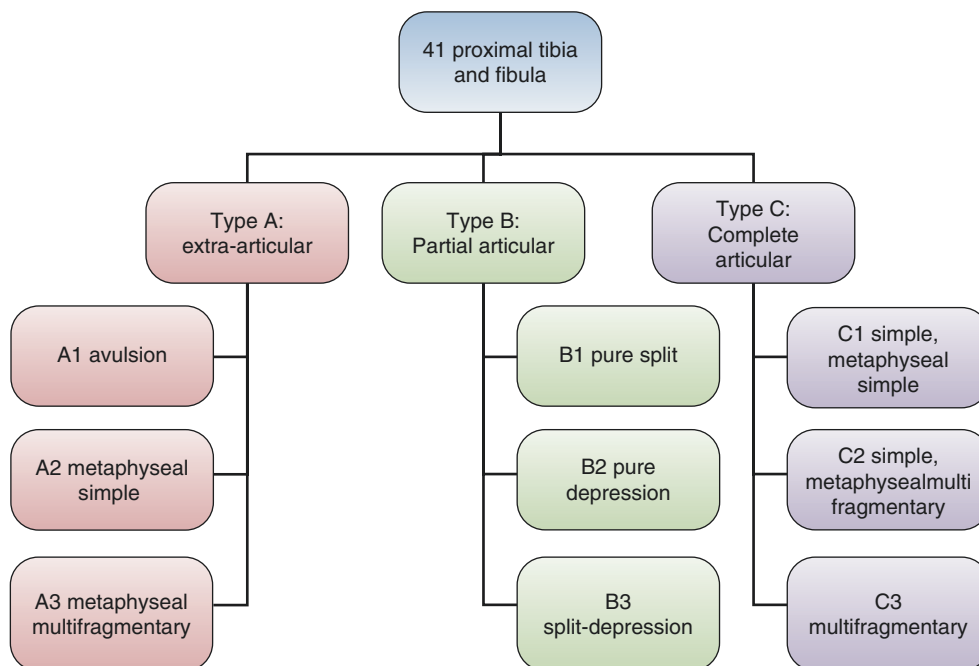 41 proximal tibia
and fibula
Type A:
extra-articular
Type B:
Partial articular
Type C:
Complete
articular
A1 avulsion
A2 metaphyseal
simple
A3 metaphyseal
multifragmentary
B1 pure split
B2 pure
depression
B3
split-depression
C1 simple,
metaphyseal
simple
C2 simple,
metaphysealmulti
fragmentary
C3
multifragmentary